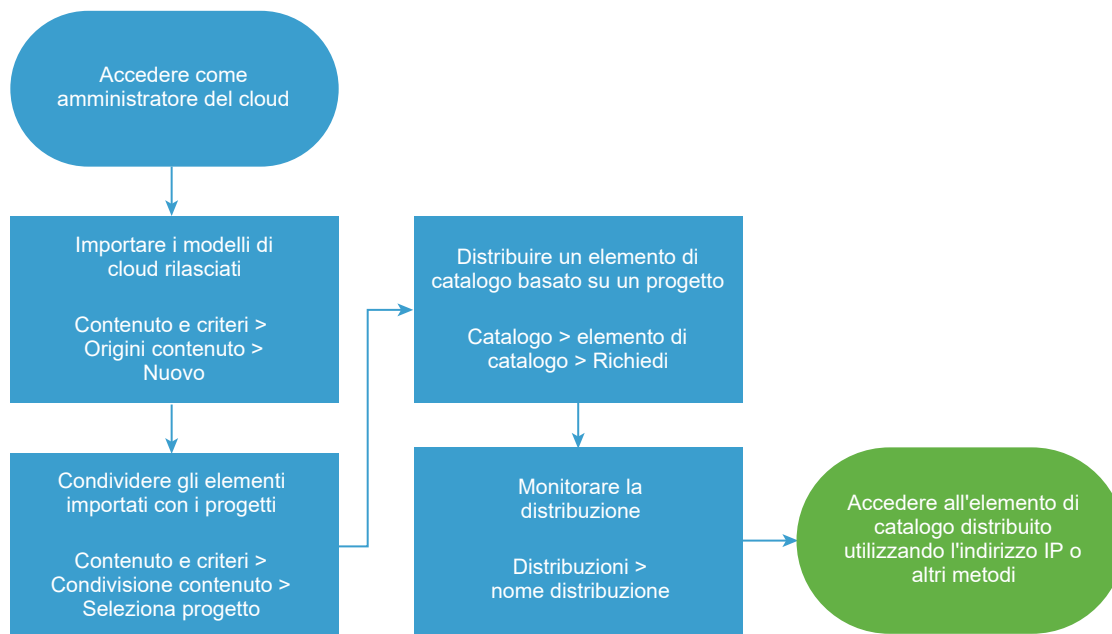 Accedere come
amministratore del cloud
Importare i modelli di
cloud rilasciati
Contenuto e criteri >
Origini contenuto >
Nuovo
Condividere gli elementi
importati con i progetti
Contenuto e criteri >
Condivisione contenuto >
Seleziona progetto
Distribuire un elemento di
catalogo basato su un progetto
Catalogo > elemento di
catalogo > Richiedi
Monitorare la
distribuzione
Distribuzioni >
nome distribuzione
Accedere all'elemento di
catalogo distribuito
utilizzando l'indirizzo IP o
altri metodi